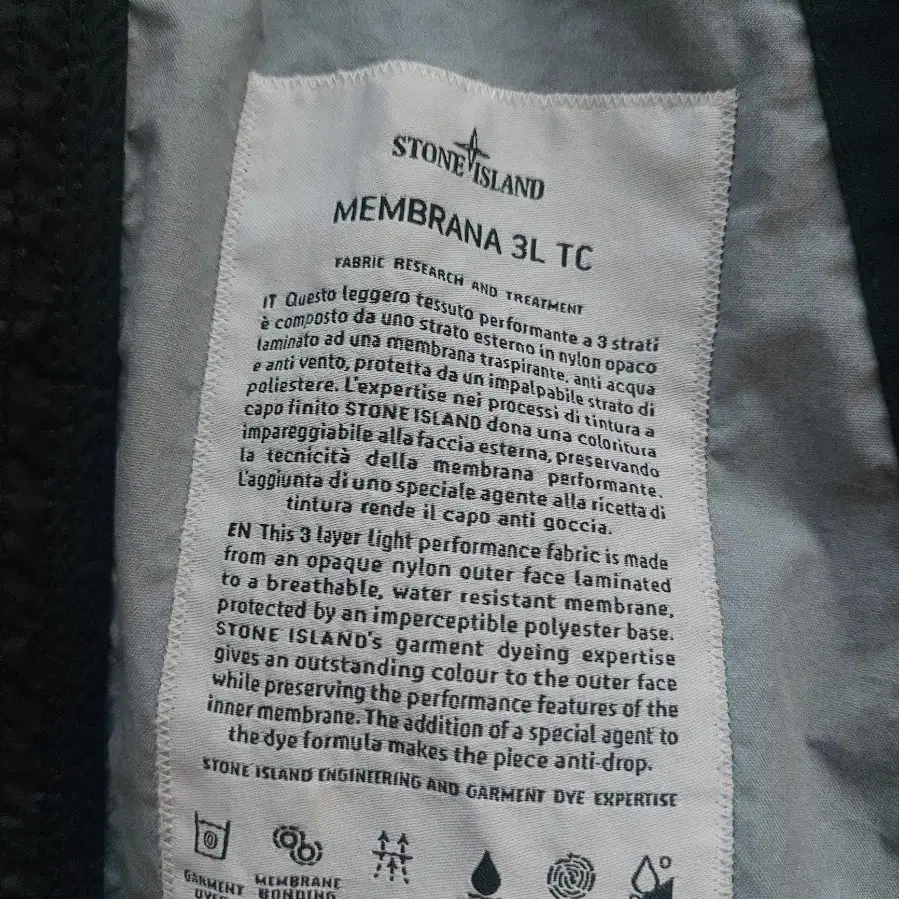 STONE ISLAND
MEMBRANA 3L TC
FABRIC RESEARCH AND TREATMENT
IT Questo leggero tessuto performante a 3 strati
è composto da uno strato esterno in nylon opaco
laminato ad una membrana traspirante, anti acqua
e anti vento, protetta da un impalpabile strato di
poliestere. L'expertise nei processi di tintura a
capo finito STONE ISLAND dona una coloritura
impareggiabile alla faccia esterna, preservando
la tecnicità della membrana performante.
L'aggiunta di uno speciale agente alla ricetta di
tintura rende il capo anti goccia.
EN This 3 layer light performance fabric is made
from an opaque nylon outer face laminated
to a breathable, water resistant membrane,
protected by an imperceptible polyester base.
STONE ISLAND's garment dyeing expertise
gives an outstanding colour to the outer face
while preserving the performance features of the
inner membrane. The addition of a special agent to
the dye formula makes the piece anti-drop.
STONE ISLAND ENGINEERING AND GARMENT DYE EXPERTISE
GARMENT MEMBRANE
DYED BONDING